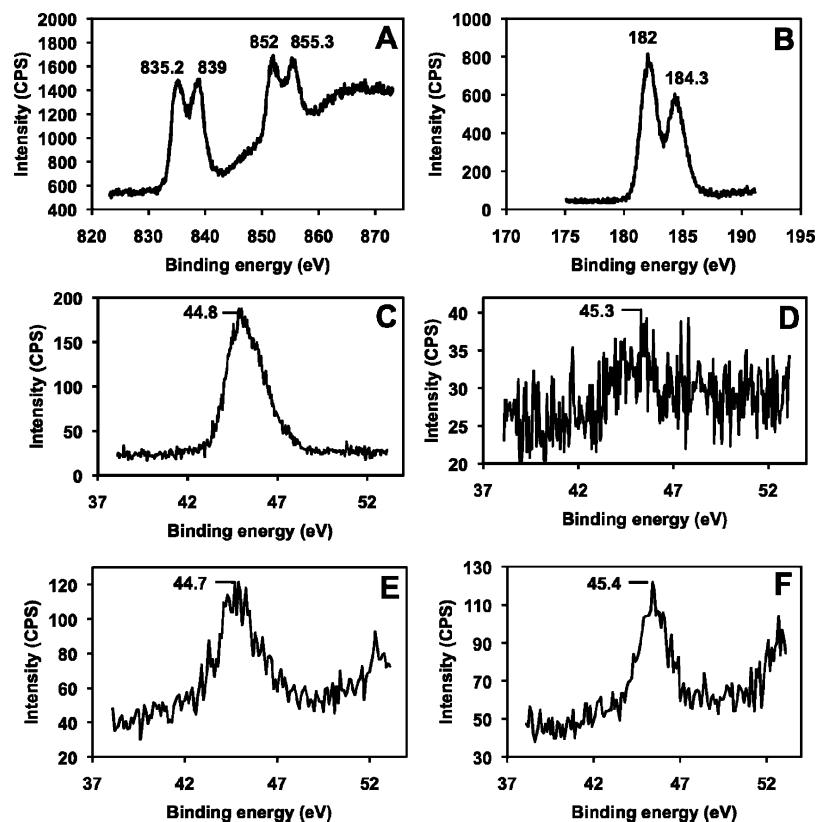 A
2000
1800
1600
1400
1200
1000
800
600
400
835.2 839 852 855.3
Intensity (CPS)
820 830 840 850 860 870
Binding energy (eV)
B
1000
800
600
400
200
0
182
184.3
Intensity (CPS)
170 175 180 185 190 195
Binding energy (eV)
C
200
150
100
50
0
44.8
Intensity (CPS)
37 42 47 52
Binding energy (eV)
D
40
35
30
25
20
45.3
Intensity (CPS)
37 42 47 52
Binding energy (eV)
E
120
100
80
60
40
20
44.7
Intensity (CPS)
37 42 47 52
Binding energy (eV)
F
130
110
90
70
50
30
45.4
Intensity (CPS)
37 42 47 52
Binding energy (eV)